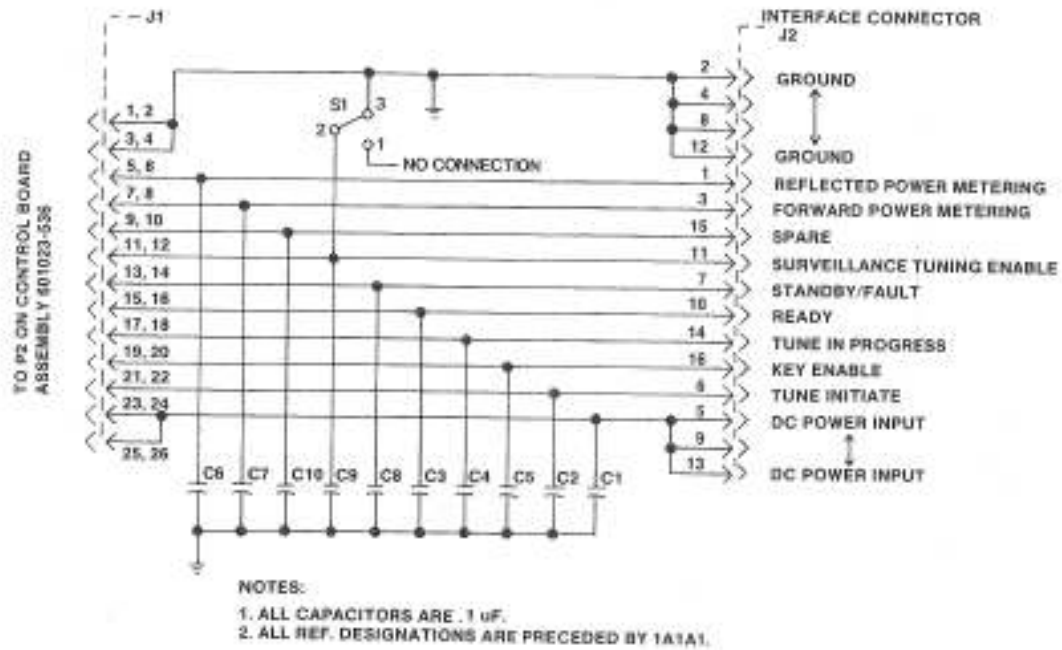 J1
INTERFACE CONNECTOR
J2
2
GROUND
4
8
12
GROUND
S1
3
2
1
NO CONNECTION
TO P2 ON CONTROL BOARD
ASSEMBLY 601023-536
1, 2
3, 4
5, 6
1
REFLECTED POWER METERING
7, 8
3
FORWARD POWER METERING
9, 10
15
SPARE
11, 12
11
SURVEILLANCE TUNING ENABLE
13, 14
7
STANDBY/FAULT
15, 16
10
READY
17, 18
14
TUNE IN PROGRESS
19, 20
16
KEY ENABLE
21, 22
6
TUNE INITIATE
23, 24
5
DC POWER INPUT
25, 26
9
13
DC POWER INPUT
C6
C7
C10
C9
C8
C3
C4
C5
C2
C1
NOTES:
1. ALL CAPACITORS ARE .1 uF.
2. ALL REF. DESIGNATIONS ARE PRECEDED BY 1A1A1.